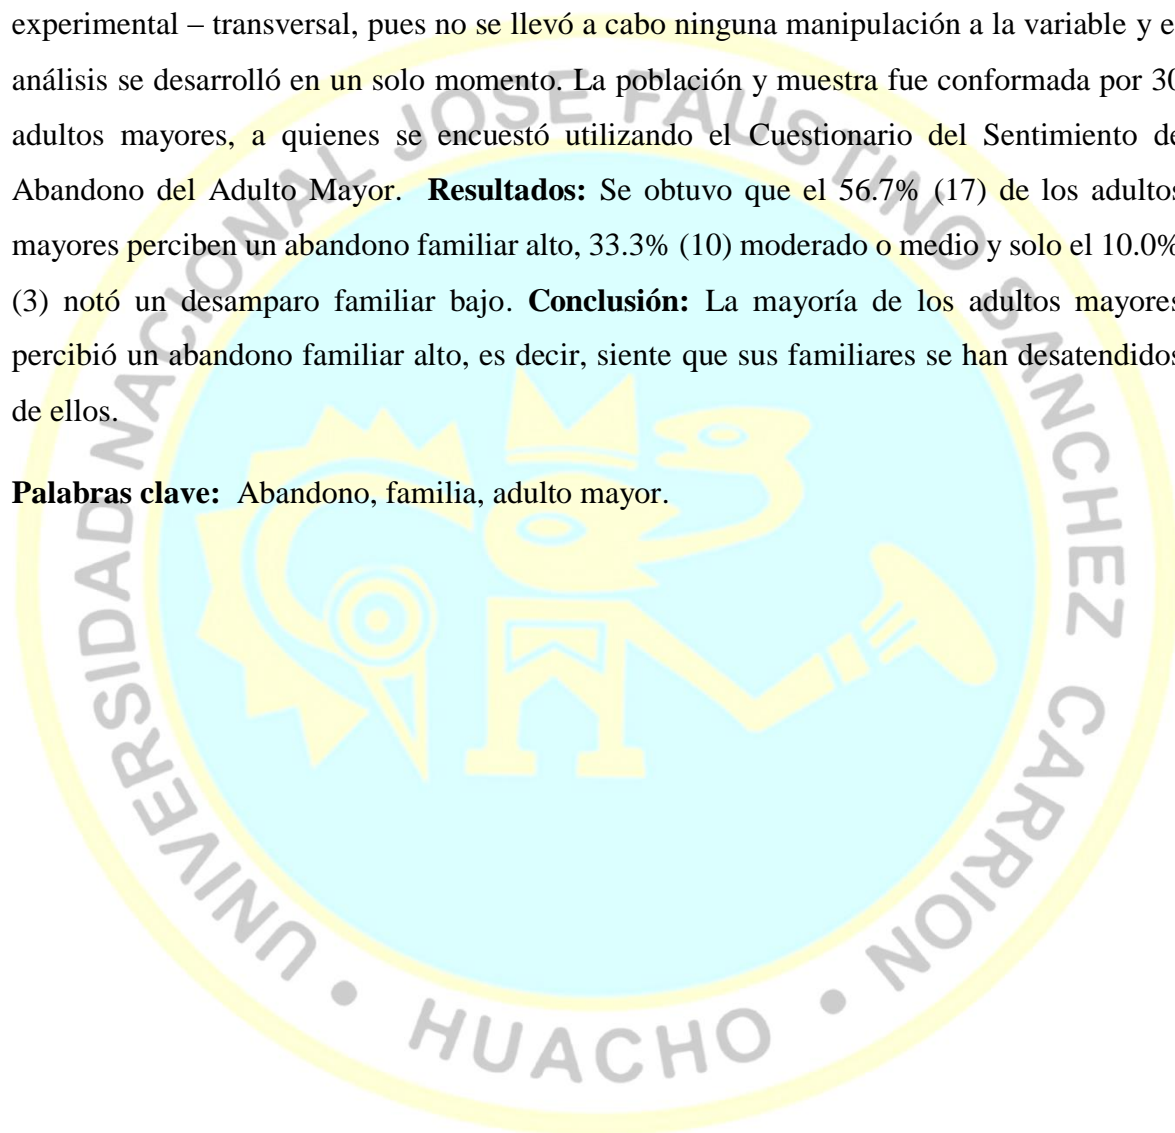 experimental – transversal, pues no se llevó a cabo ninguna manipulación a la variable y e
análisis se desarrolló en un solo momento. La población y muestra fue conformada por 30
adultos mayores, a quienes se encuestó utilizando el Cuestionario del Sentimiento de
Abandono del Adulto Mayor. Resultados: Se obtuvo que el 56.7% (17) de los adultos
mayores perciben un abandono familiar alto, 33.3% (10) moderado o medio y solo el 10.0%
(3) notó un desamparo familiar bajo. Conclusión: La mayoría de los adultos mayores
percibió un abandono familiar alto, es decir, siente que sus familiares se han desatendidos
de ellos.
Palabras clave: Abandono, familia, adulto mayor.
UNIVERSIDAD NACIONAL JOSE FAUSTINO SANCHEZ CARRION • HUACHO •